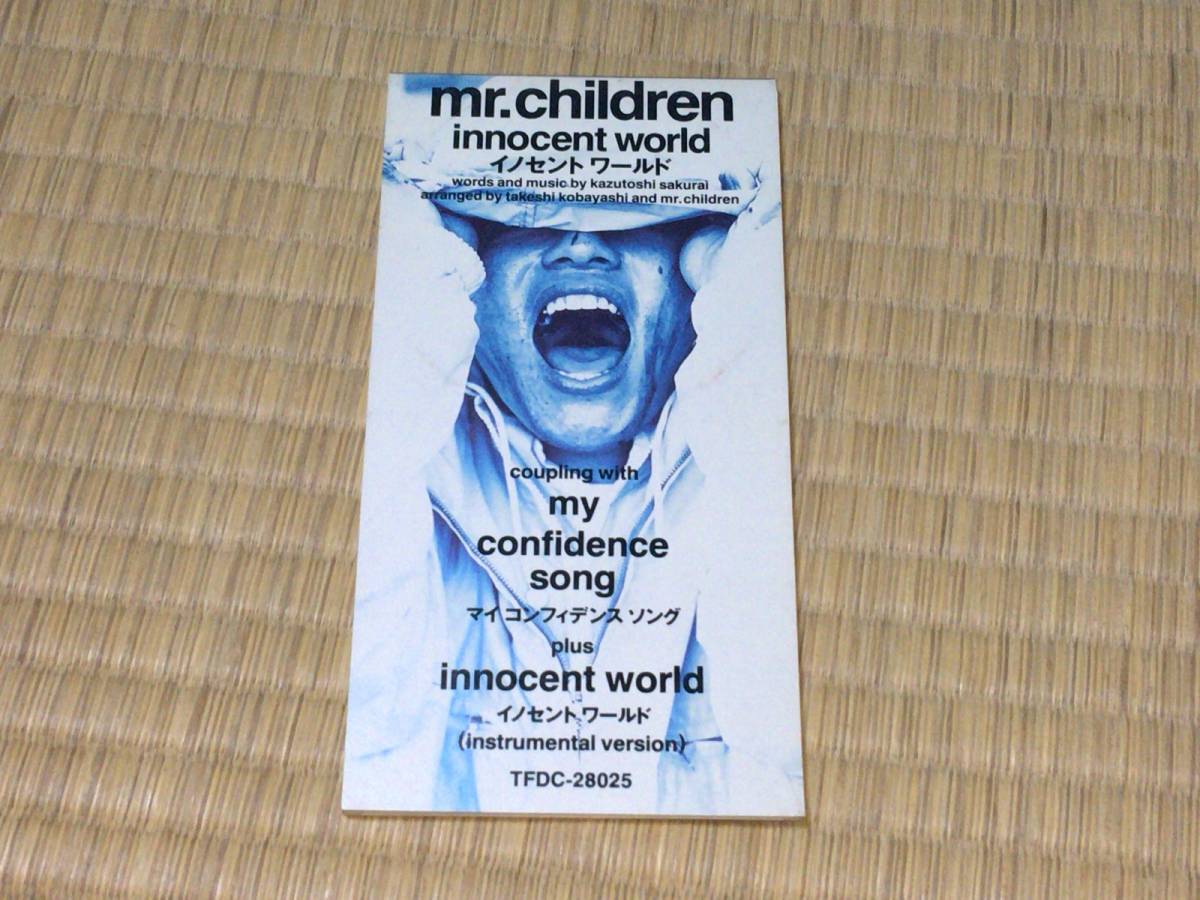 mr.children
innocent world
イノセント ワールド
words and music by kazutoshi sakurai
arranged by takeshi kobayashi and mr.children
coupling with
my
confidence
song
マイ コンフィデンス ソング
plus
innocent world
イノセント ワールド
(instrumental version)
TFDC-28025